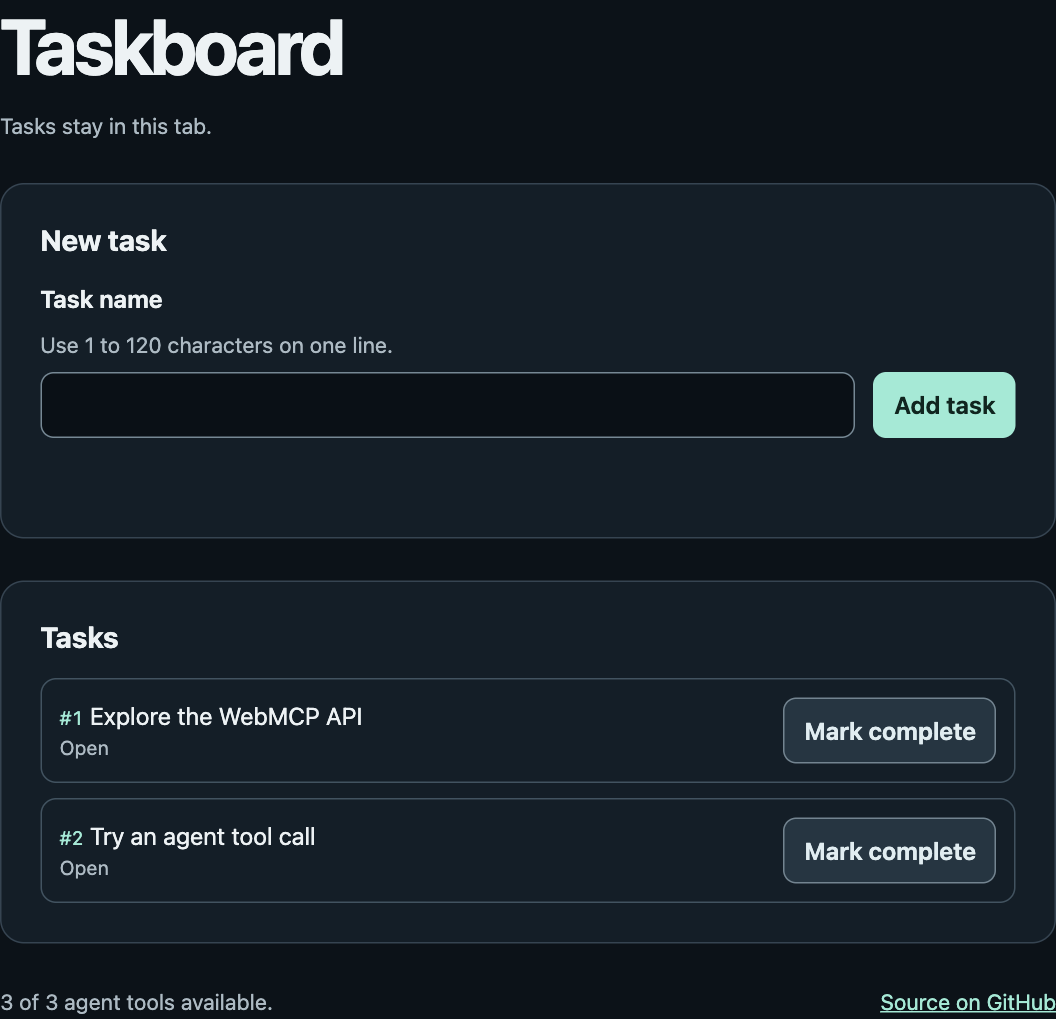 Taskboard
Tasks stay in this tab.
New task
Task name
Use 1 to 120 characters on one line.
Add task
Tasks
#1 Explore the WebMCP API
Open
Mark complete
#2 Try an agent tool call
Open
Mark complete
3 of 3 agent tools available.
Source on GitHub